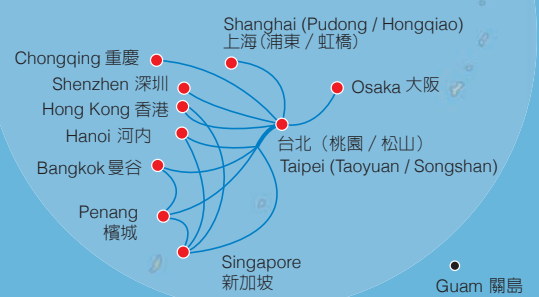 Shanghai (Pudong / Hongqiao)
上海(浦東 / 虹橋)
Chongqing 重慶
Shenzhen 深圳
Osaka 大阪
Hong Kong 香港
Hanoi 河内
台北（桃園 / 松山）
Taipei (Taoyuan / Songshan)
Bangkok 曼谷
Penang
檳城
Singapore
新加坡
Guam 關島